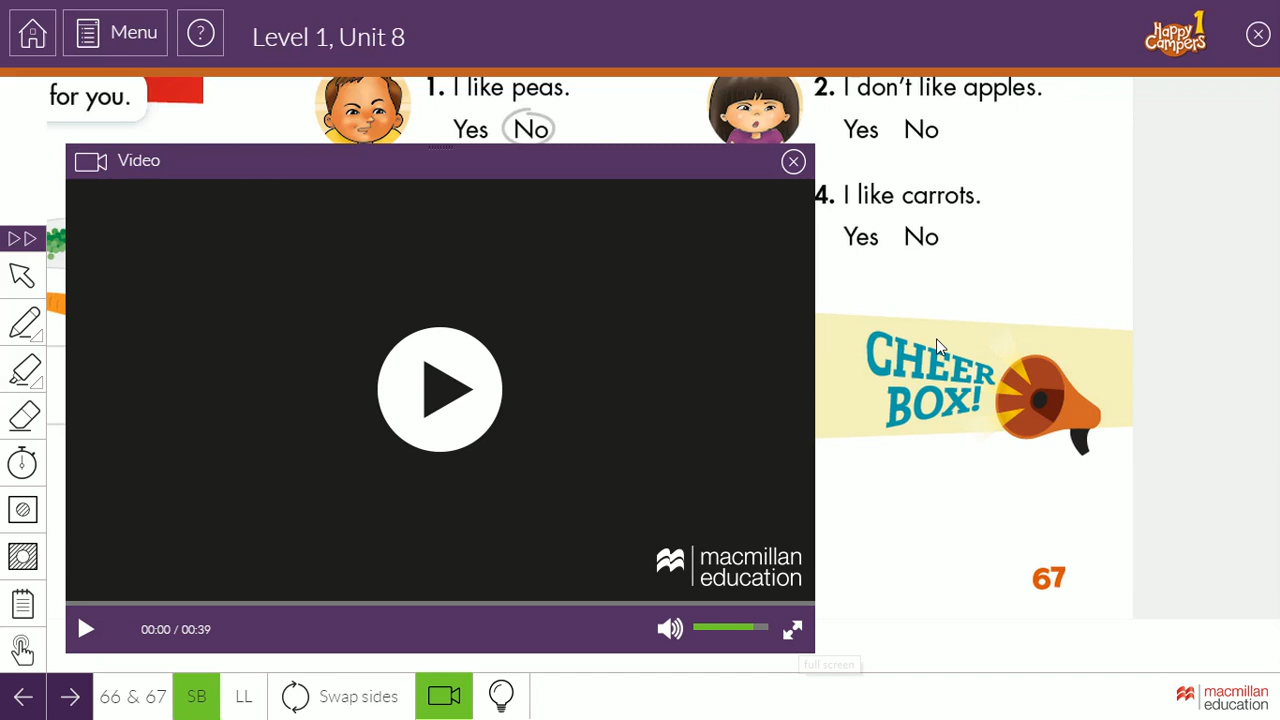 Menu
?
Level 1, Unit 8
Happy
Campers
1
for you.
1. I like peas.
Yes No
2. I don't like apples.
Yes No
4. I like carrots.
Yes No
Video
macmillan
education
00:00 / 00:39
full screen
CHEER
BOX!
67
66 & 67
SB
LL
Swap sides
macmillan
education